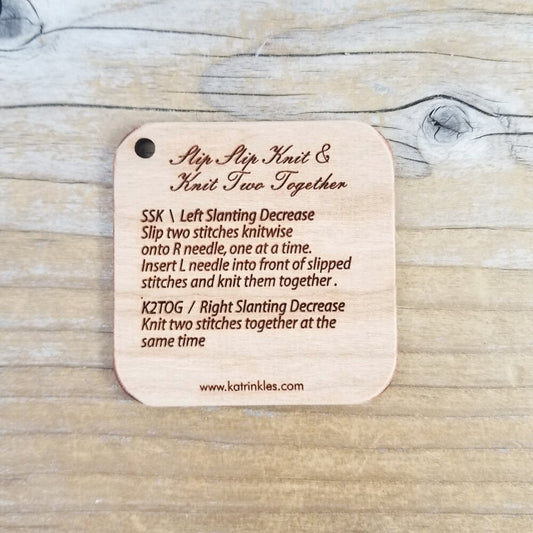 Slip Slip Knit &
Knit Two Together
SSK \ Left Slanting Decrease
Slip two stitches knitwise
onto R needle, one at a time.
Insert L needle into front of slipped
stitches and knit them together .
K2TOG / Right Slanting Decrease
Knit two stitches together at the
same time
www.katrinkles.com